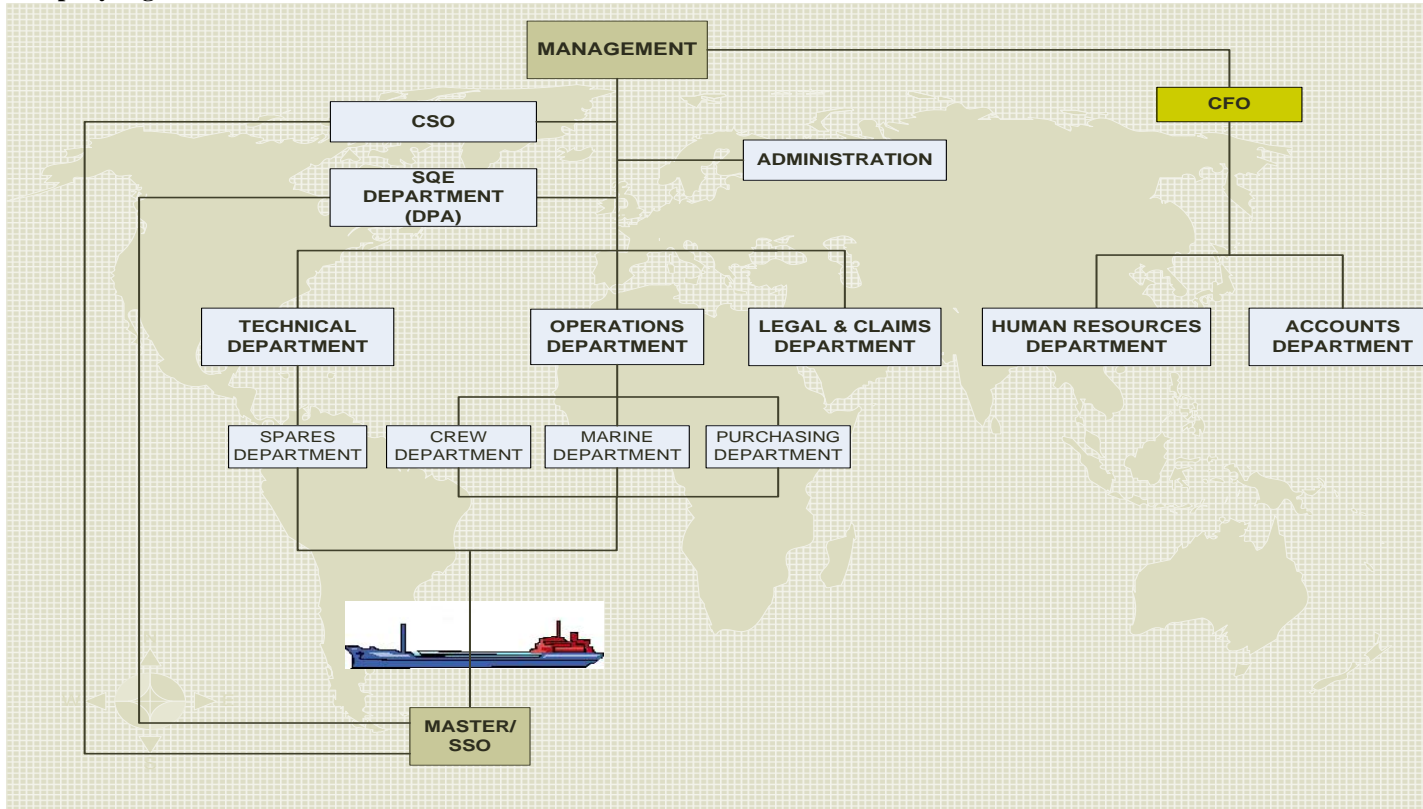 MANAGEMENT
CFO
CSO
ADMINISTRATION
SQE
DEPARTMENT
(DPA)
TECHNICAL
DEPARTMENT
OPERATIONS
DEPARTMENT
LEGAL & CLAIMS
DEPARTMENT
HUMAN RESOURCES
DEPARTMENT
ACCOUNTS
DEPARTMENT
SPARES
DEPARTMENT
CREW
DEPARTMENT
MARINE
DEPARTMENT
PURCHASING
DEPARTMENT
MASTER/
SSO